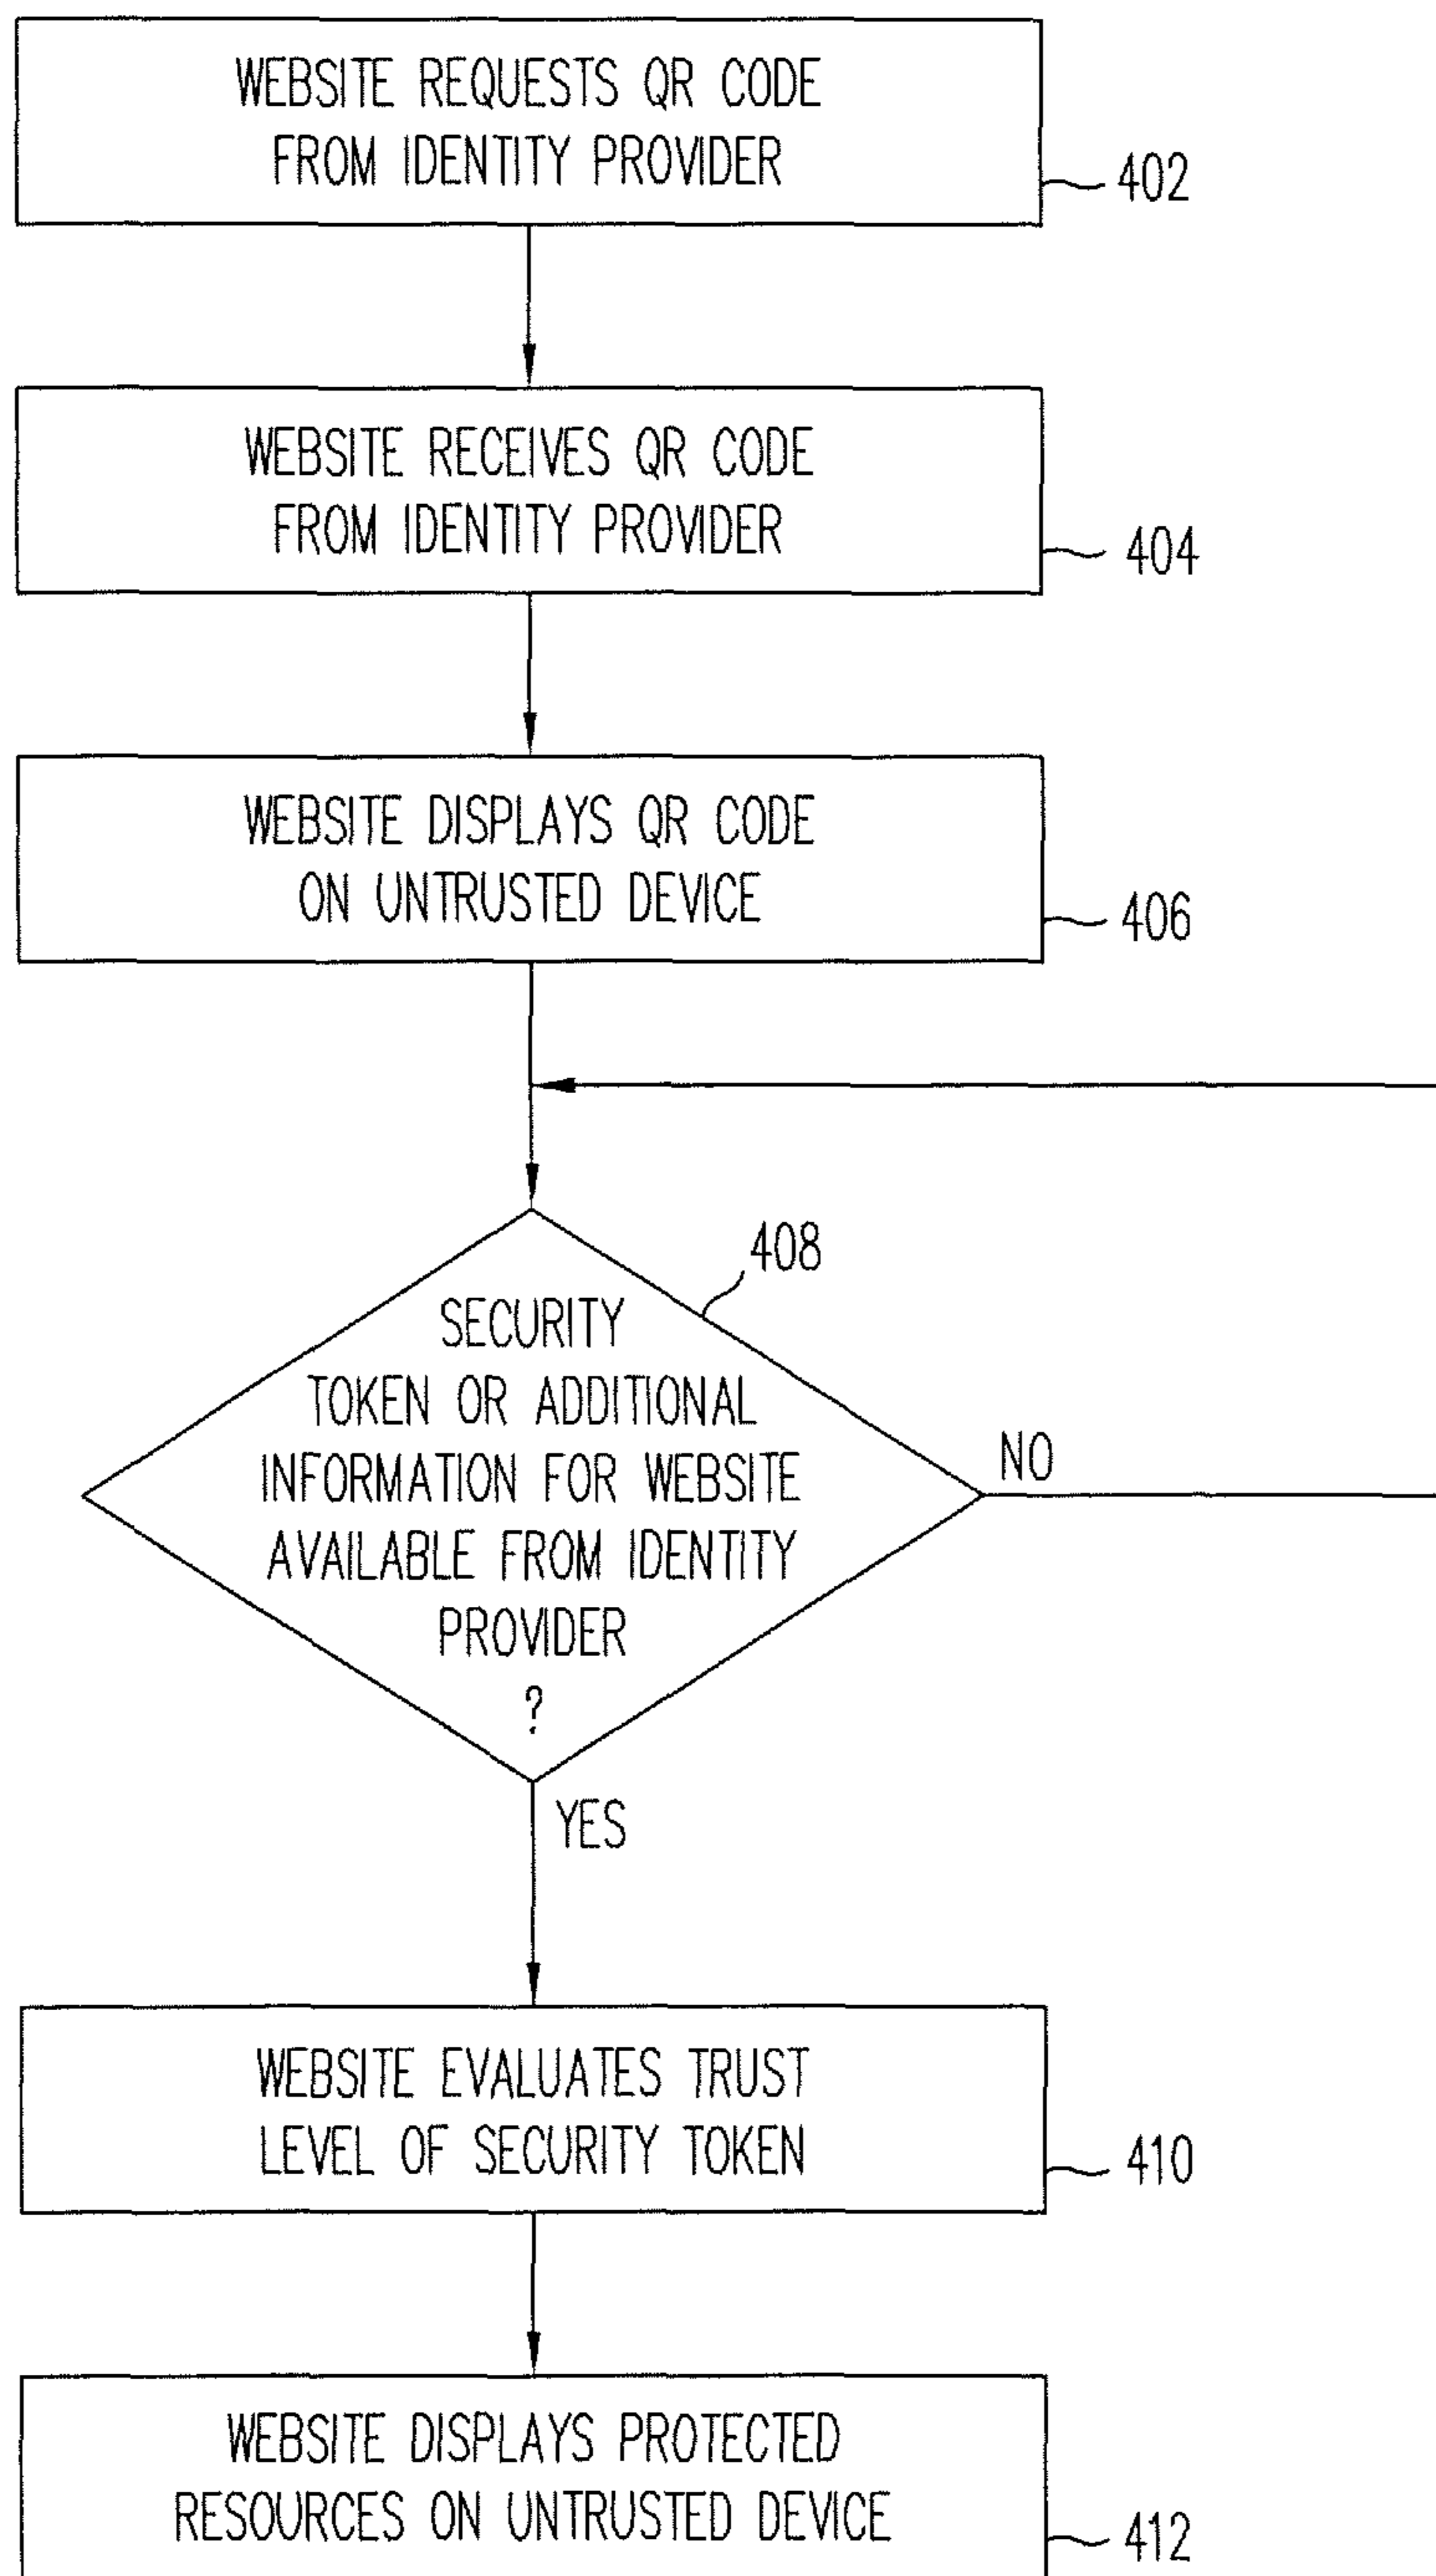 WEBSITE REQUESTS QR CODE
FROM IDENTITY PROVIDER
402
WEBSITE RECEIVES QR CODE
FROM IDENTITY PROVIDER
404
WEBSITE DISPLAYS QR CODE
ON UNTRUSTED DEVICE
406
408
SECURITY
TOKEN OR ADDITIONAL
INFORMATION FOR WEBSITE
AVAILABLE FROM IDENTITY
PROVIDER
?
NO
YES
WEBSITE EVALUATES TRUST
LEVEL OF SECURITY TOKEN
410
WEBSITE DISPLAYS PROTECTED
RESOURCES ON UNTRUSTED DEVICE
412